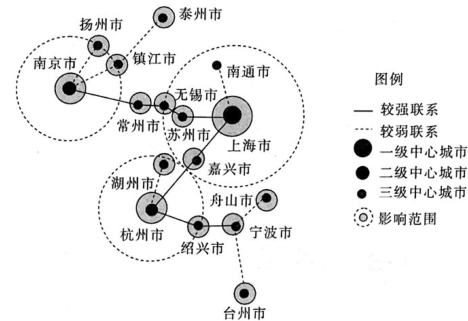 泰州市
扬州市
镇江市
南京市
南通市
无锡市
常州市
苏州市
上海市
嘉兴市
湖州市
舟山市
杭州市
绍兴市
宁波市
台州市
图例
较强联系
较弱联系
一级中心城市
二级中心城市
三级中心城市
影响范围